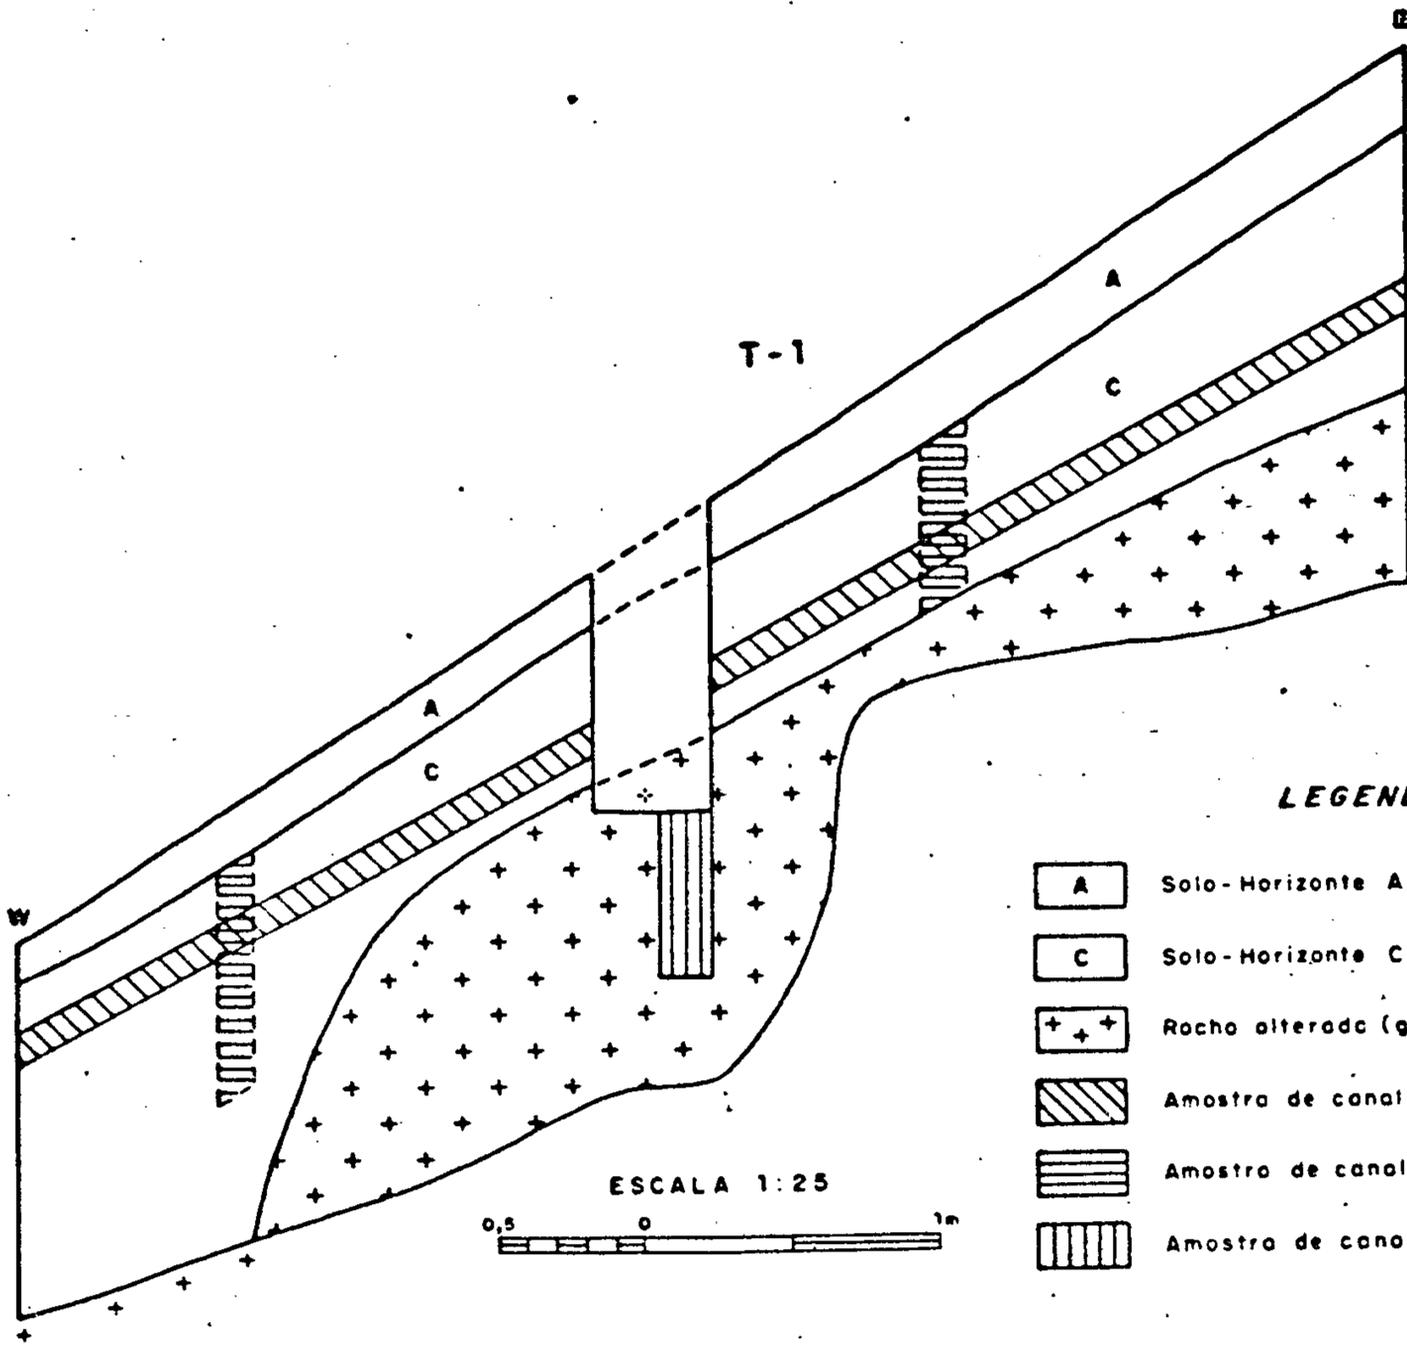 T-1
A
C
A
C
W
LEGEN
A Solo-Horizonte A
C Solo-Horizonte C
Rocha alterada (g
Amostra de canal
Amostra de canal
Amostra de cana
ESCALA 1:25
0,5 0 1m